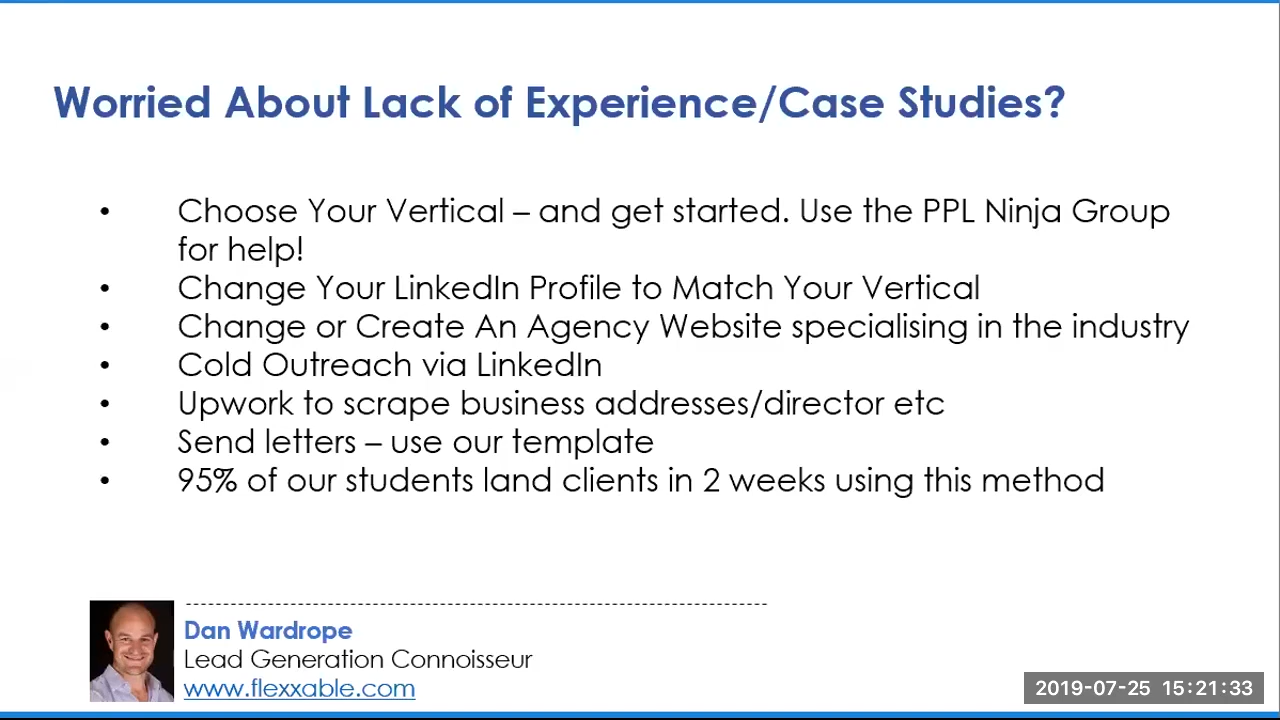 Worried About Lack of Experience/Case Studies?
• Choose Your Vertical – and get started. Use the PPL Ninja Group
for help!
• Change Your LinkedIn Profile to Match Your Vertical
• Change or Create An Agency Website specialising in the industry
• Cold Outreach via LinkedIn
• Upwork to scrape business addresses/director etc
• Send letters – use our template
• 95% of our students land clients in 2 weeks using this method
Dan Wardrope
Lead Generation Connoisseur
www.flexxable.com
2019-07-25 15:21:33